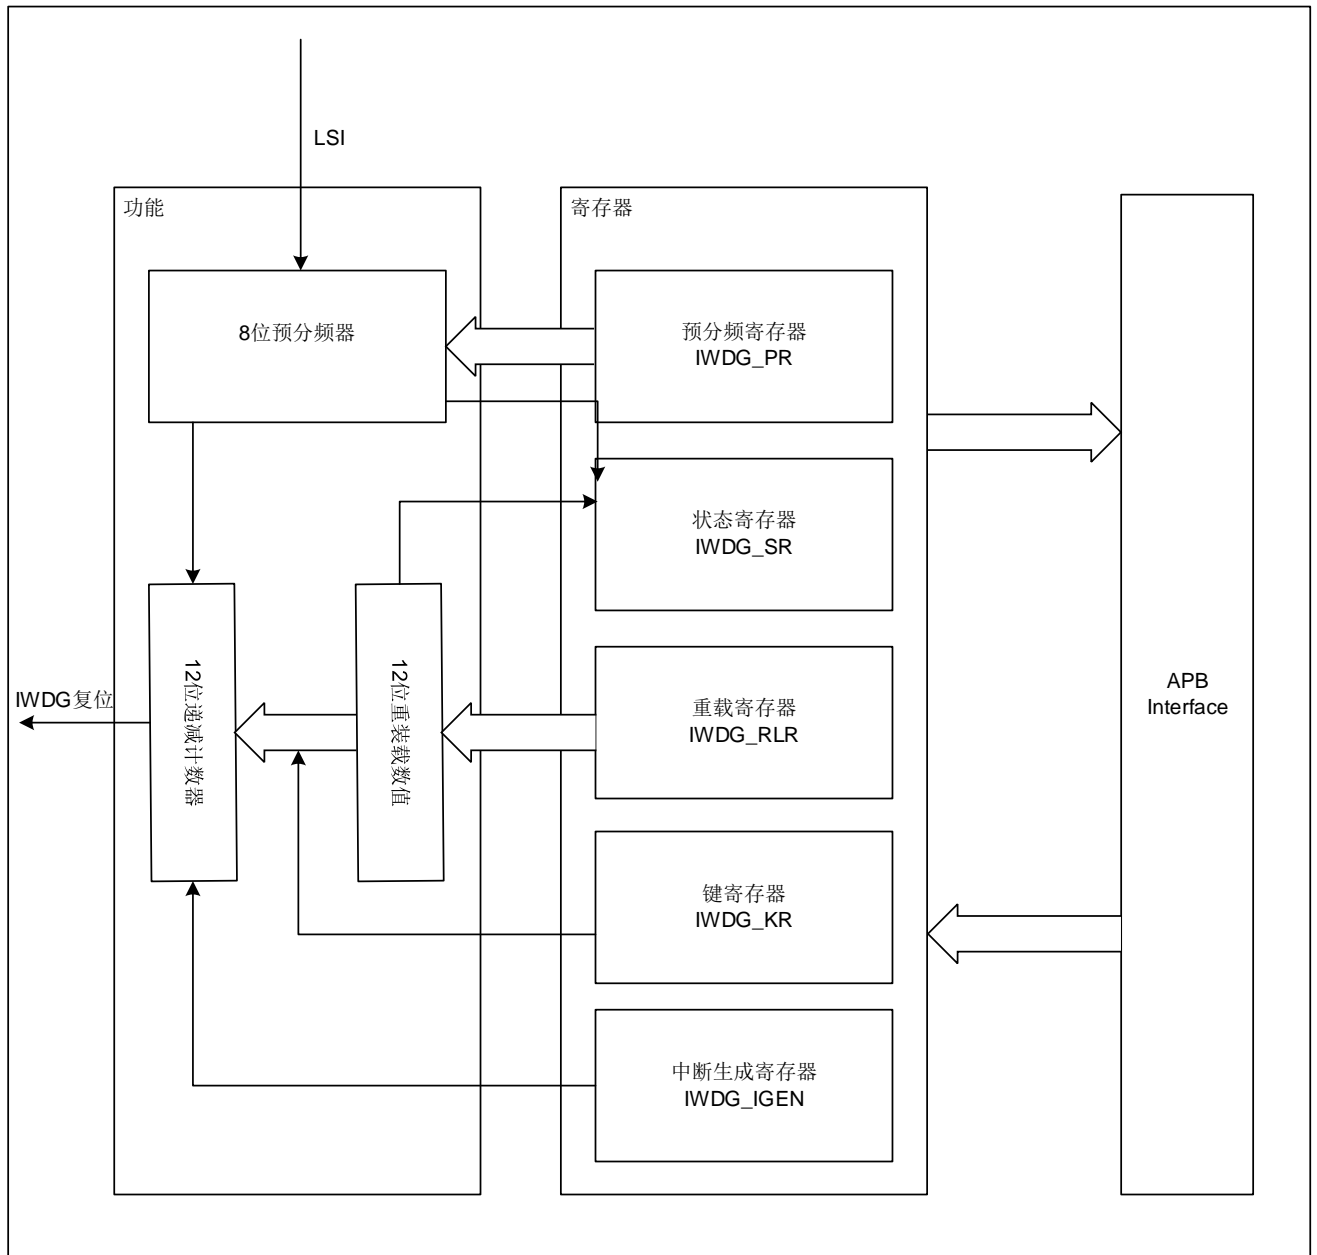 LSI
功能
寄存器
8位预分频器
预分频寄存器
IWDG_PR
状态寄存器
IWDG_SR
IWDG复位
12位递减计数器
12位重装载数值
重载寄存器
IWDG_RLR
APB
Interface
键寄存器
IWDG_KR
中断生成寄存器
IWDG_IGEN